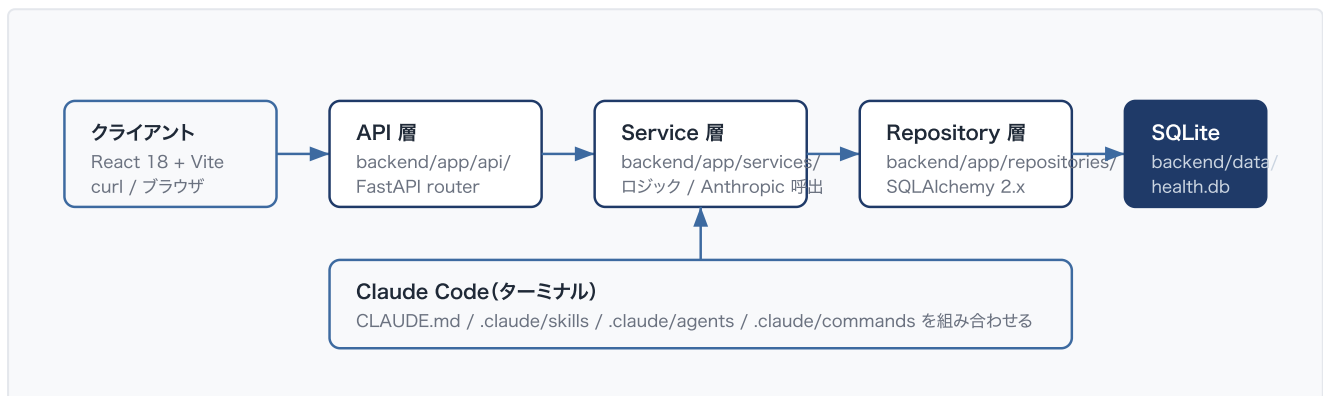 クライアント
React 18 + Vite
curl / ブラウザ
API 層
backend/app/api/
FastAPI router
Service 層
backend/app/services/
ロジック / Anthropic 呼出
Repository 層
backend/app/repositories/
SQLAlchemy 2.x
SQLite
backend/data/
health.db
Claude Code（ターミナル）
CLAUDE.md / .claude/skills / .claude/agents / .claude/commands を組み合わせる